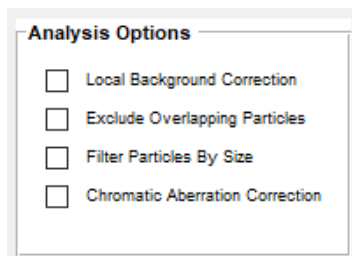 Analysis Options
Local Background Correction
Exclude Overlapping Particles
Filter Particles By Size
Chromatic Aberration Correction